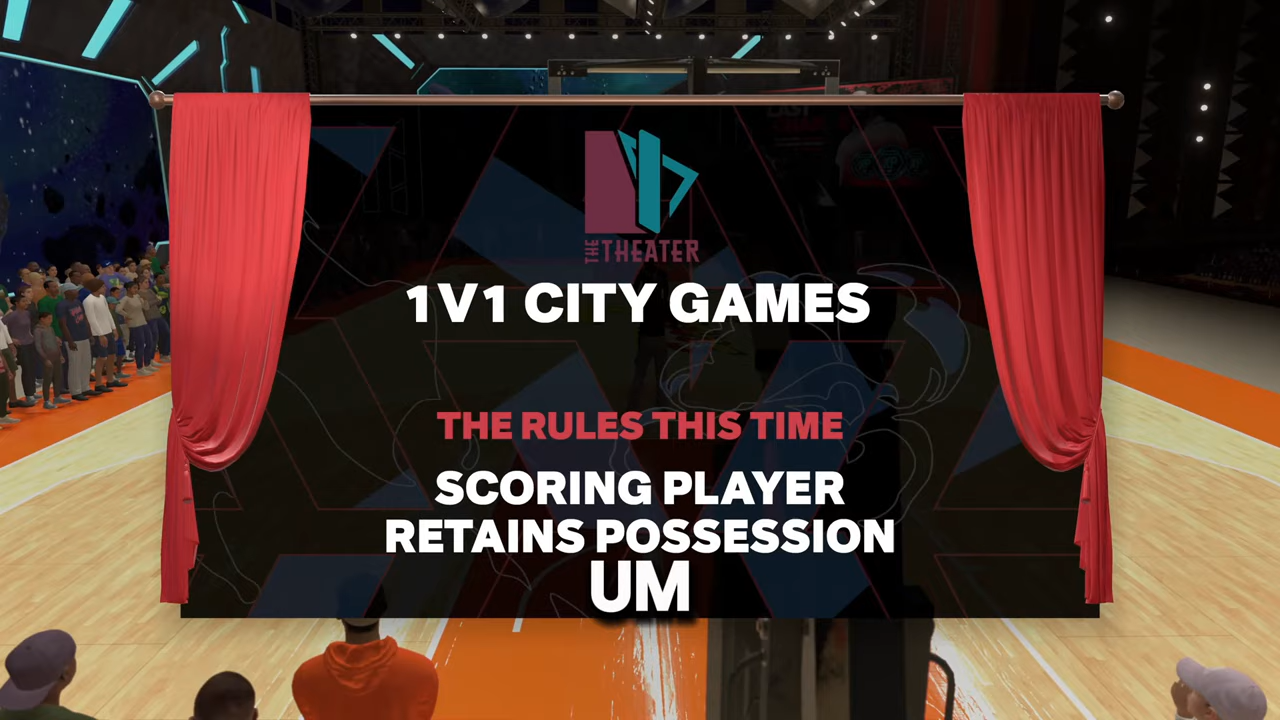 THE THEATER
1V1 CITY GAMES
THE RULES THIS TIME
SCORING PLAYER
RETAINS POSSESSION
UM